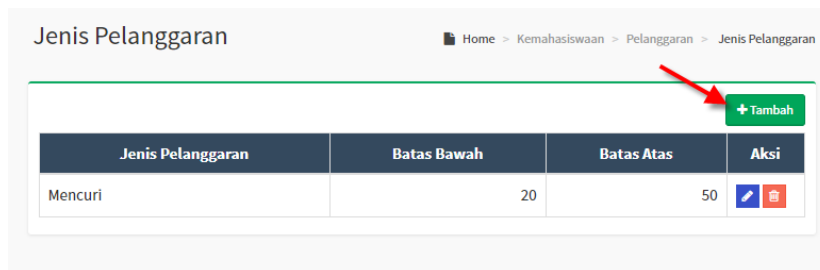 Jenis Pelanggaran
Home > Kemahasiswaan > Pelanggaran > Jenis Pelanggaran
+ Tambah
Jenis Pelanggaran Batas Bawah Batas Atas Aksi
Mencuri 20 50